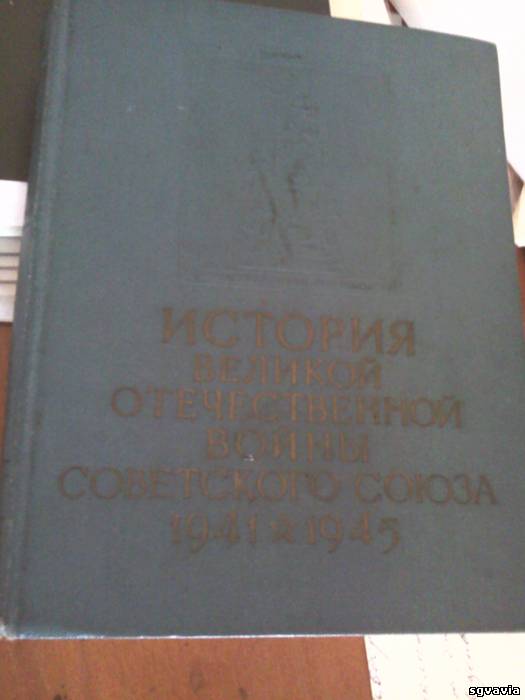 ИСТОРИЯ
ВЕЛИКОЙ
ОТЕЧЕСТВЕННОЙ
ВОЙНЫ
СОВЕТСКОГО СОЮЗА
1941 ☆ 1945
sgvavia